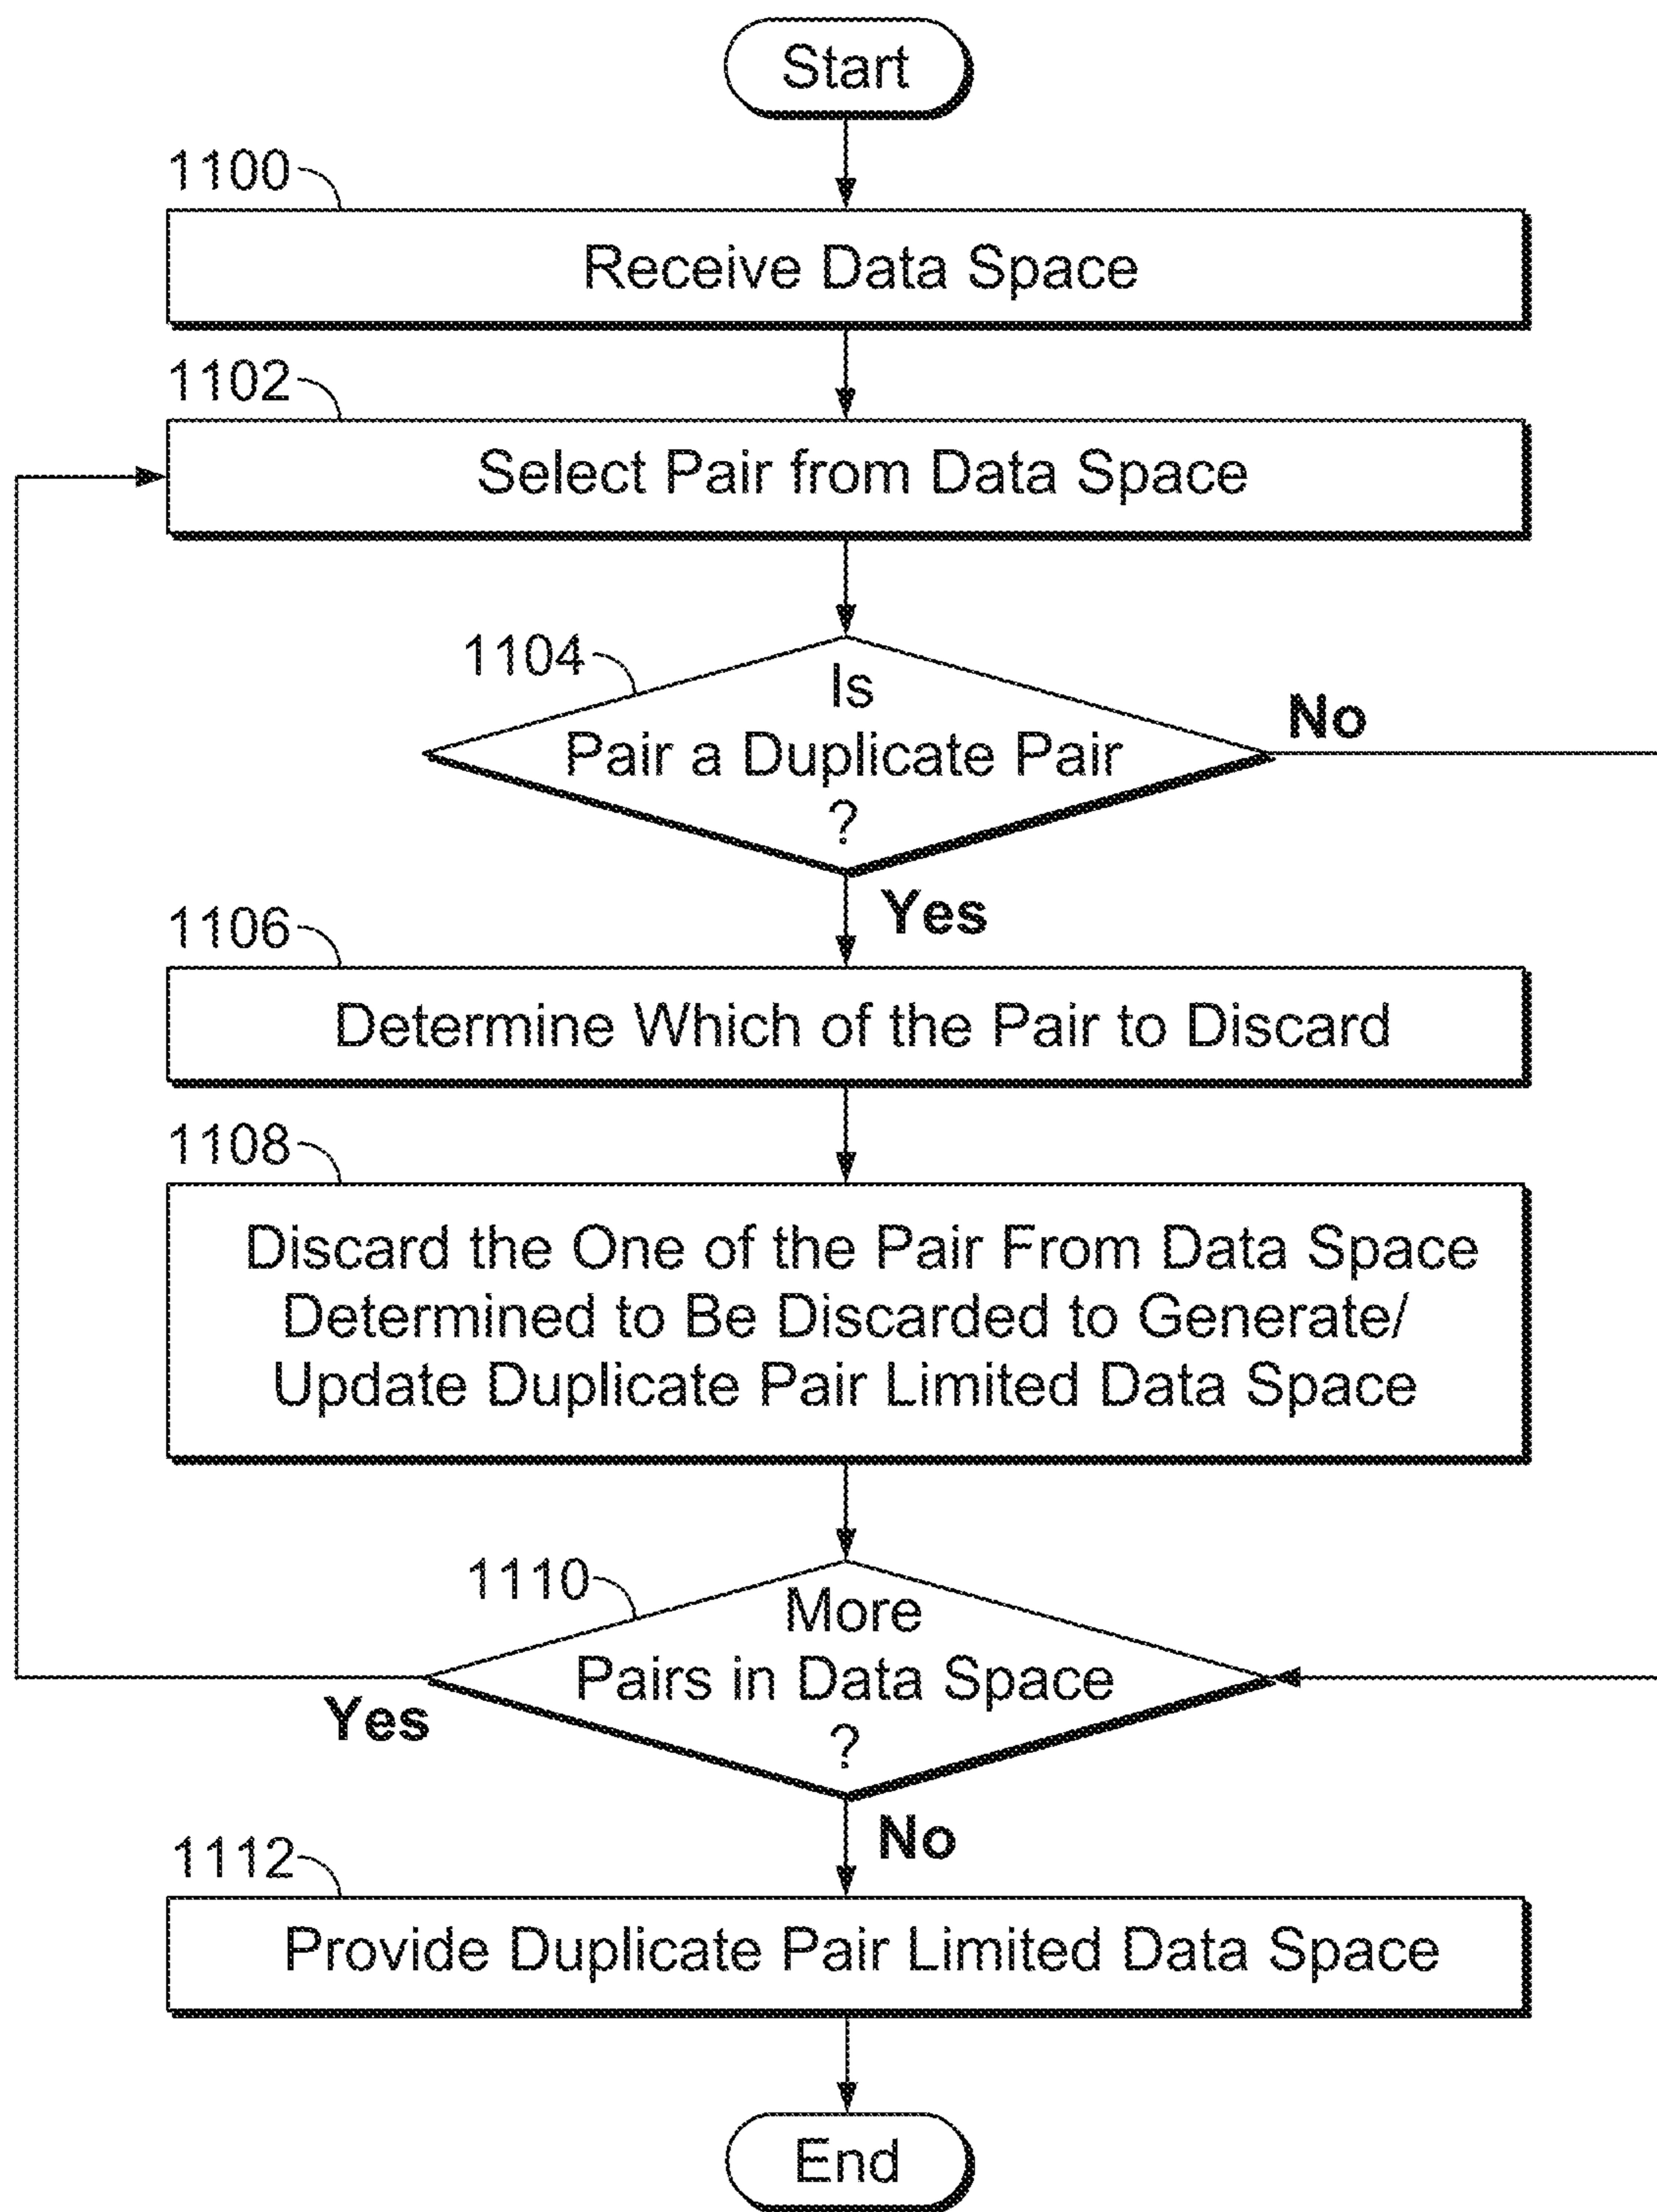 Start
1100
Receive Data Space
1102
Select Pair from Data Space
1104
Is
Pair a Duplicate Pair
?
No
Yes
1106
Determine Which of the Pair to Discard
1108
Discard the One of the Pair From Data Space
Determined to Be Discarded to Generate/
Update Duplicate Pair Limited Data Space
1110
More
Pairs in Data Space
?
Yes
No
1112
Provide Duplicate Pair Limited Data Space
End